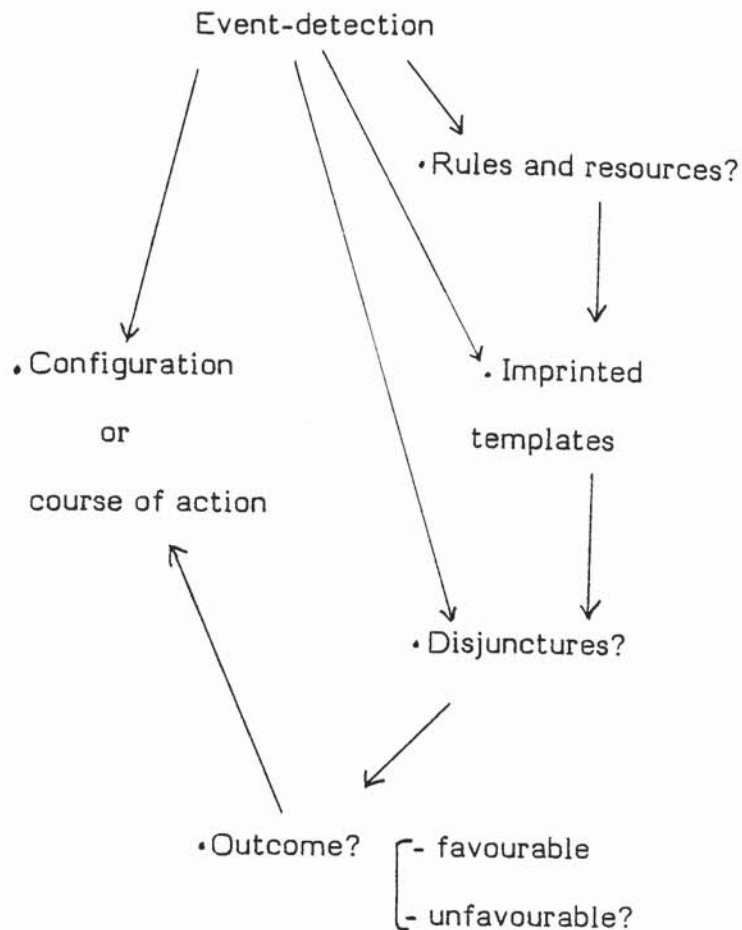 Event-detection
• Rules and resources?
• Configuration
or
course of action
• Imprinted
templates
• Disjunctures?
• Outcome?
- favourable
- unfavourable?